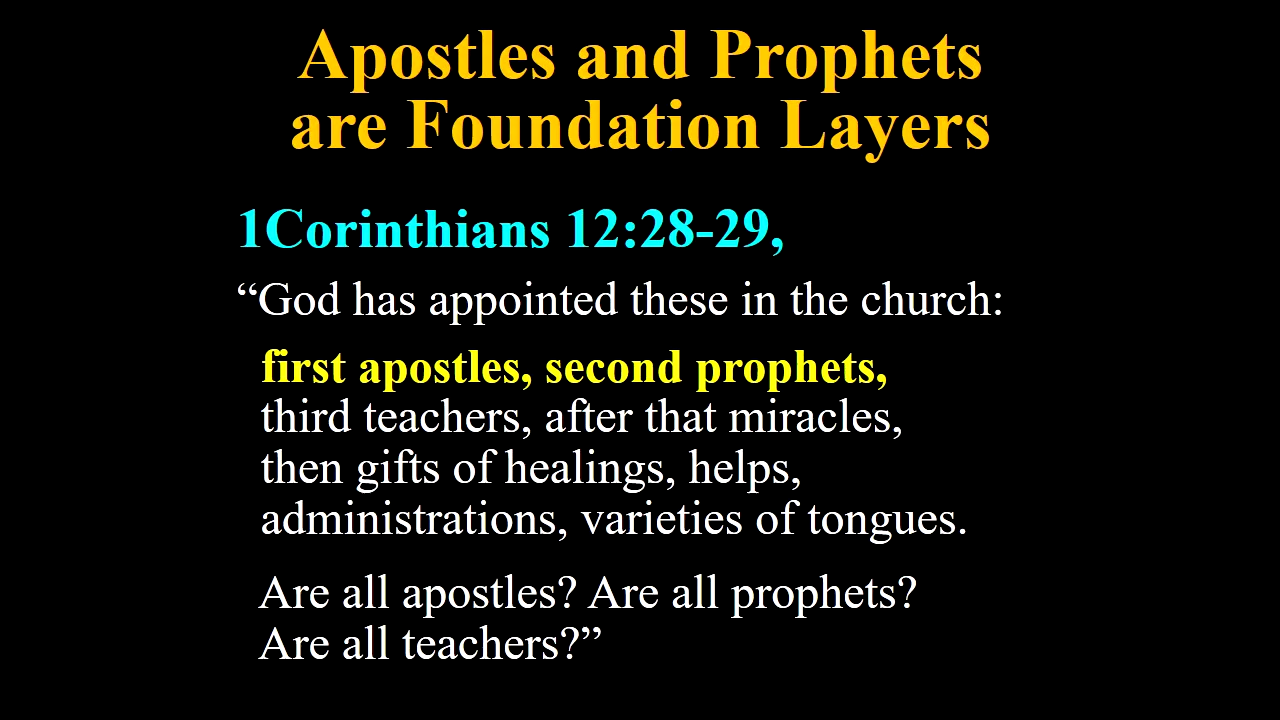 Apostles and Prophets
are Foundation Layers
1Corinthians 12:28-29,
“God has appointed these in the church:
first apostles, second prophets,
third teachers, after that miracles,
then gifts of healings, helps,
administrations, varieties of tongues.
Are all apostles? Are all prophets?
Are all teachers?”